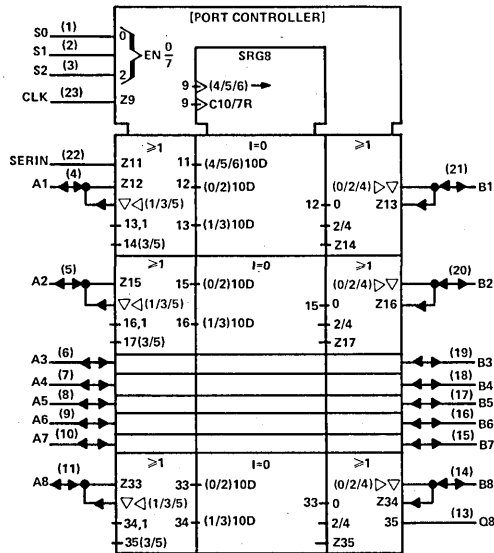 [PORT CONTROLLER]
S0 (1) 0
S1 (2) EN 0/7
S2 (3) 2
CLK (23) Z9
SRG8
9 (4/5/6)
9 C10/7R
≥1 I=0 ≥1
SERIN (22) Z11 11 (4/5/6)10D
A1 (4) Z12 12 (0/2)10D (0/2/4) (21) B1
(1/3/5) 12 0 Z13
13,1 13 (1/3)10D 2/4
14(3/5) Z14
≥1 I=0 ≥1
A2 (5) Z15 15 (0/2)10D (0/2/4) (20) B2
(1/3/5) 15 0 Z16
16,1 16 (1/3)10D 2/4
17(3/5) Z17
A3 (6) (19) B3
A4 (7) (18) B4
A5 (8) (17) B5
A6 (9) (16) B6
A7 (10) (15) B7
≥1 I=0 ≥1
A8 (11) Z33 33 (0/2)10D (0/2/4) (14) B8
(1/3/5) 33 0 Z34
34,1 34 (1/3)10D 2/4 35 (13) Q8
35(3/5) Z35